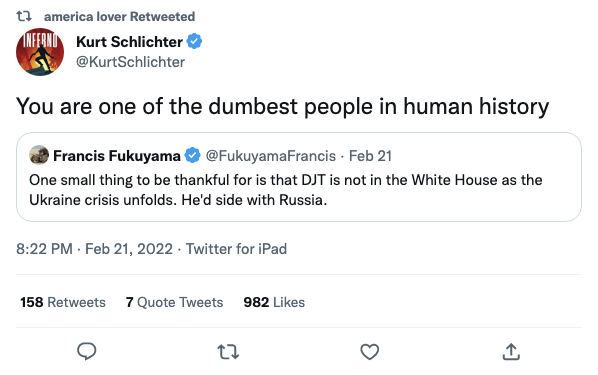 america lover Retweeted
INFERNO
Kurt Schlichter
@KurtSchlichter
You are one of the dumbest people in human history
Francis Fukuyama @FukuyamaFrancis · Feb 21
One small thing to be thankful for is that DJT is not in the White House as the
Ukraine crisis unfolds. He'd side with Russia.
8:22 PM · Feb 21, 2022 · Twitter for iPad
158 Retweets 7 Quote Tweets 982 Likes